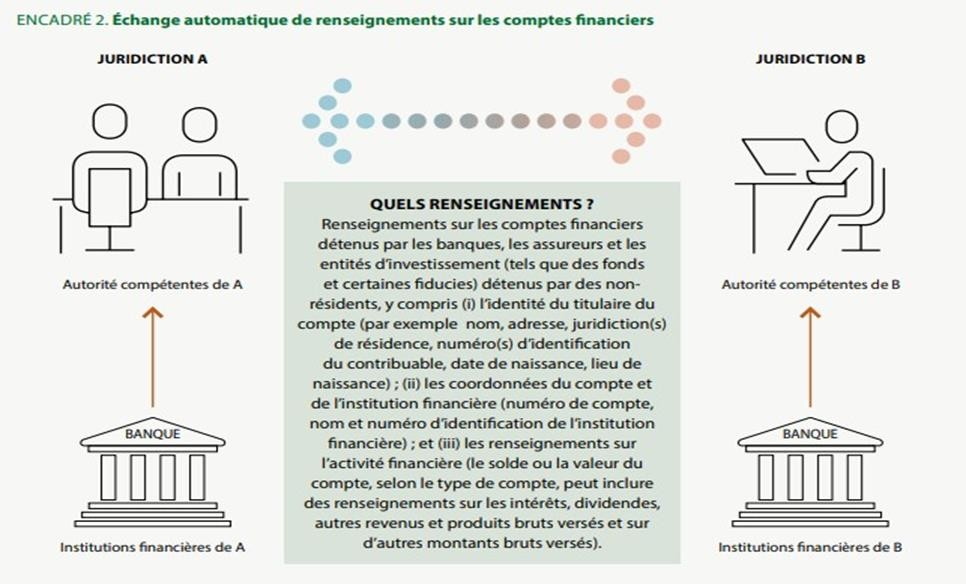 ENCADRÉ 2. Échange automatique de renseignements sur les comptes financiers
JURIDICTION A
JURIDICTION B
Autorité compétentes de A
Autorité compétentes de B
BANQUE
BANQUE
Institutions financières de A
Institutions financières de B
QUELS RENSEIGNEMENTS ?
Renseignements sur les comptes financiers
détenus par les banques, les assureurs et les
entités d'investissement (tels que des fonds
et certaines fiducies) détenus par des non-
résidents, y compris (i) l'identité du titulaire du
compte (par exemple nom, adresse, juridiction(s)
de résidence, numéro(s) d'identification
du contribuable, date de naissance, lieu de
naissance) ; (ii) les coordonnées du compte et
de l'institution financière (numéro de compte,
nom et numéro d'identification de l'institution
financière) ; et (iii) les renseignements sur
l'activité financière (le solde ou la valeur du
compte, selon le type de compte, peut inclure
des renseignements sur les intérêts, dividendes,
autres revenus et produits bruts versés et sur
d'autres montants bruts versés).